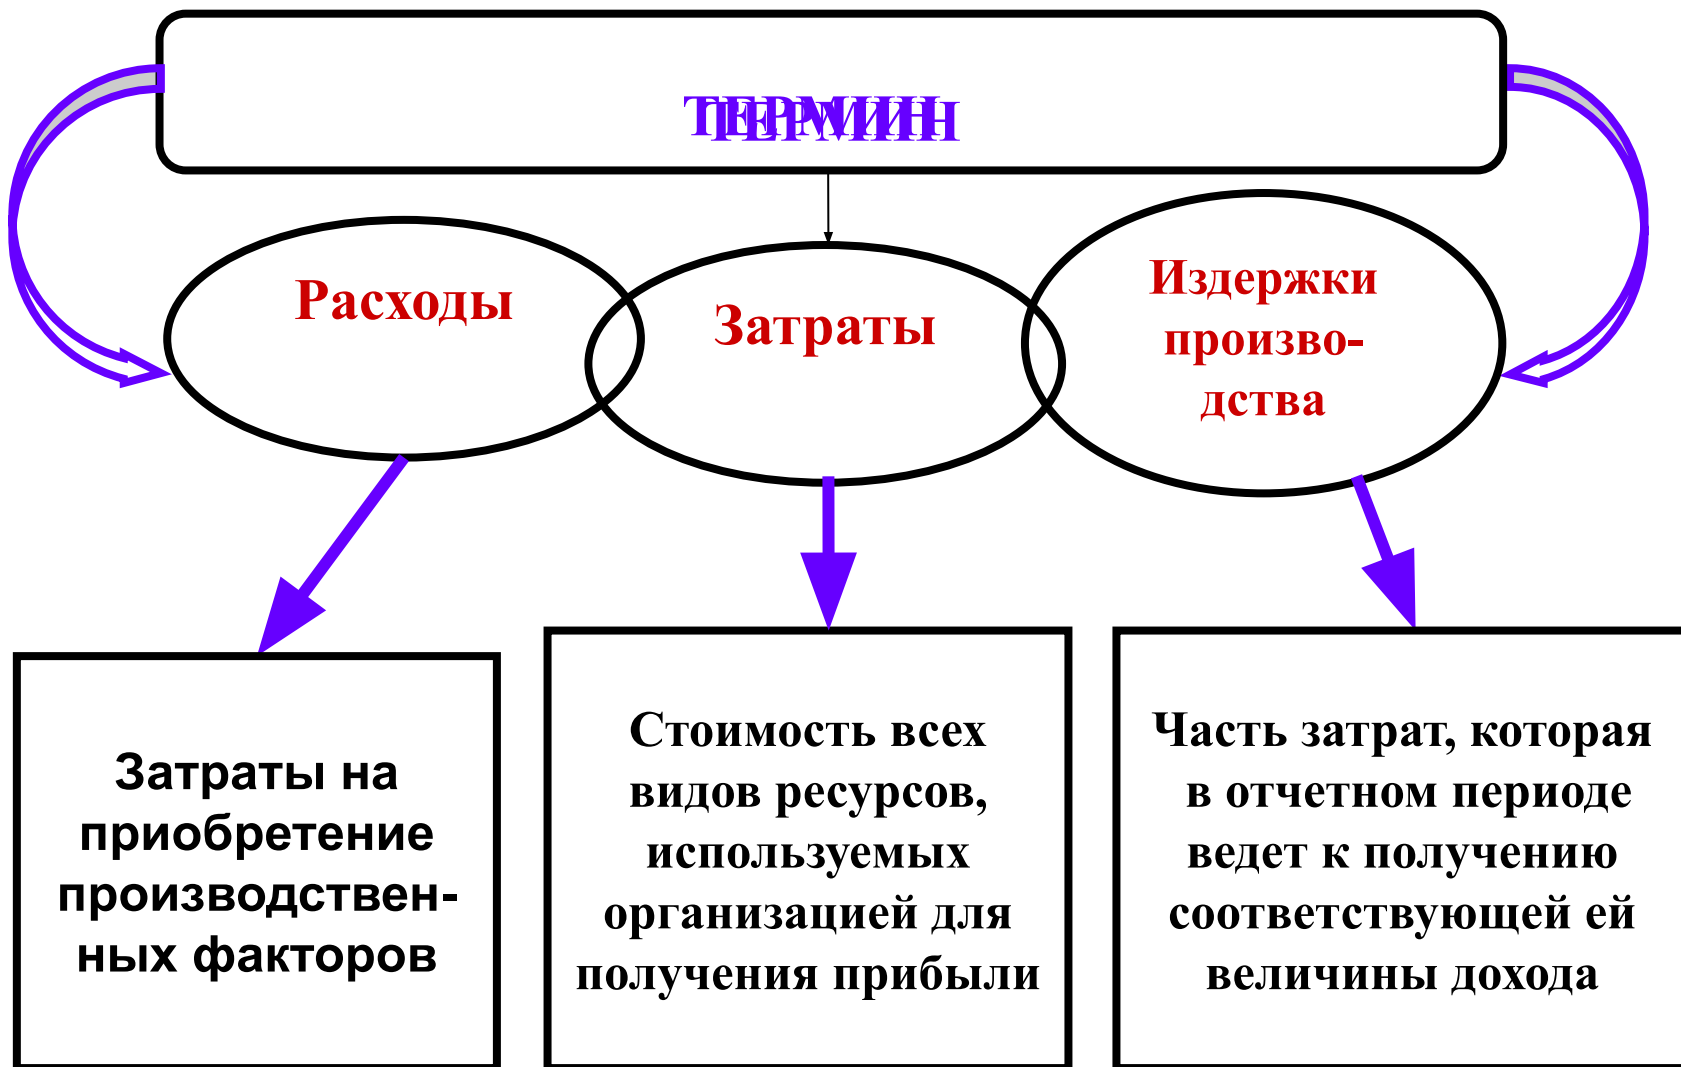 ТЕРМИН
ТЕРМИН
Расходы
Затраты
Издержки
произво-
дства
Затраты на
приобретение
производствен-
ных факторов
Стоимость всех
видов ресурсов,
используемых
организацией для
получения прибыли
Часть затрат, которая
в отчетном периоде
ведет к получению
соответствующей ей
величины дохода